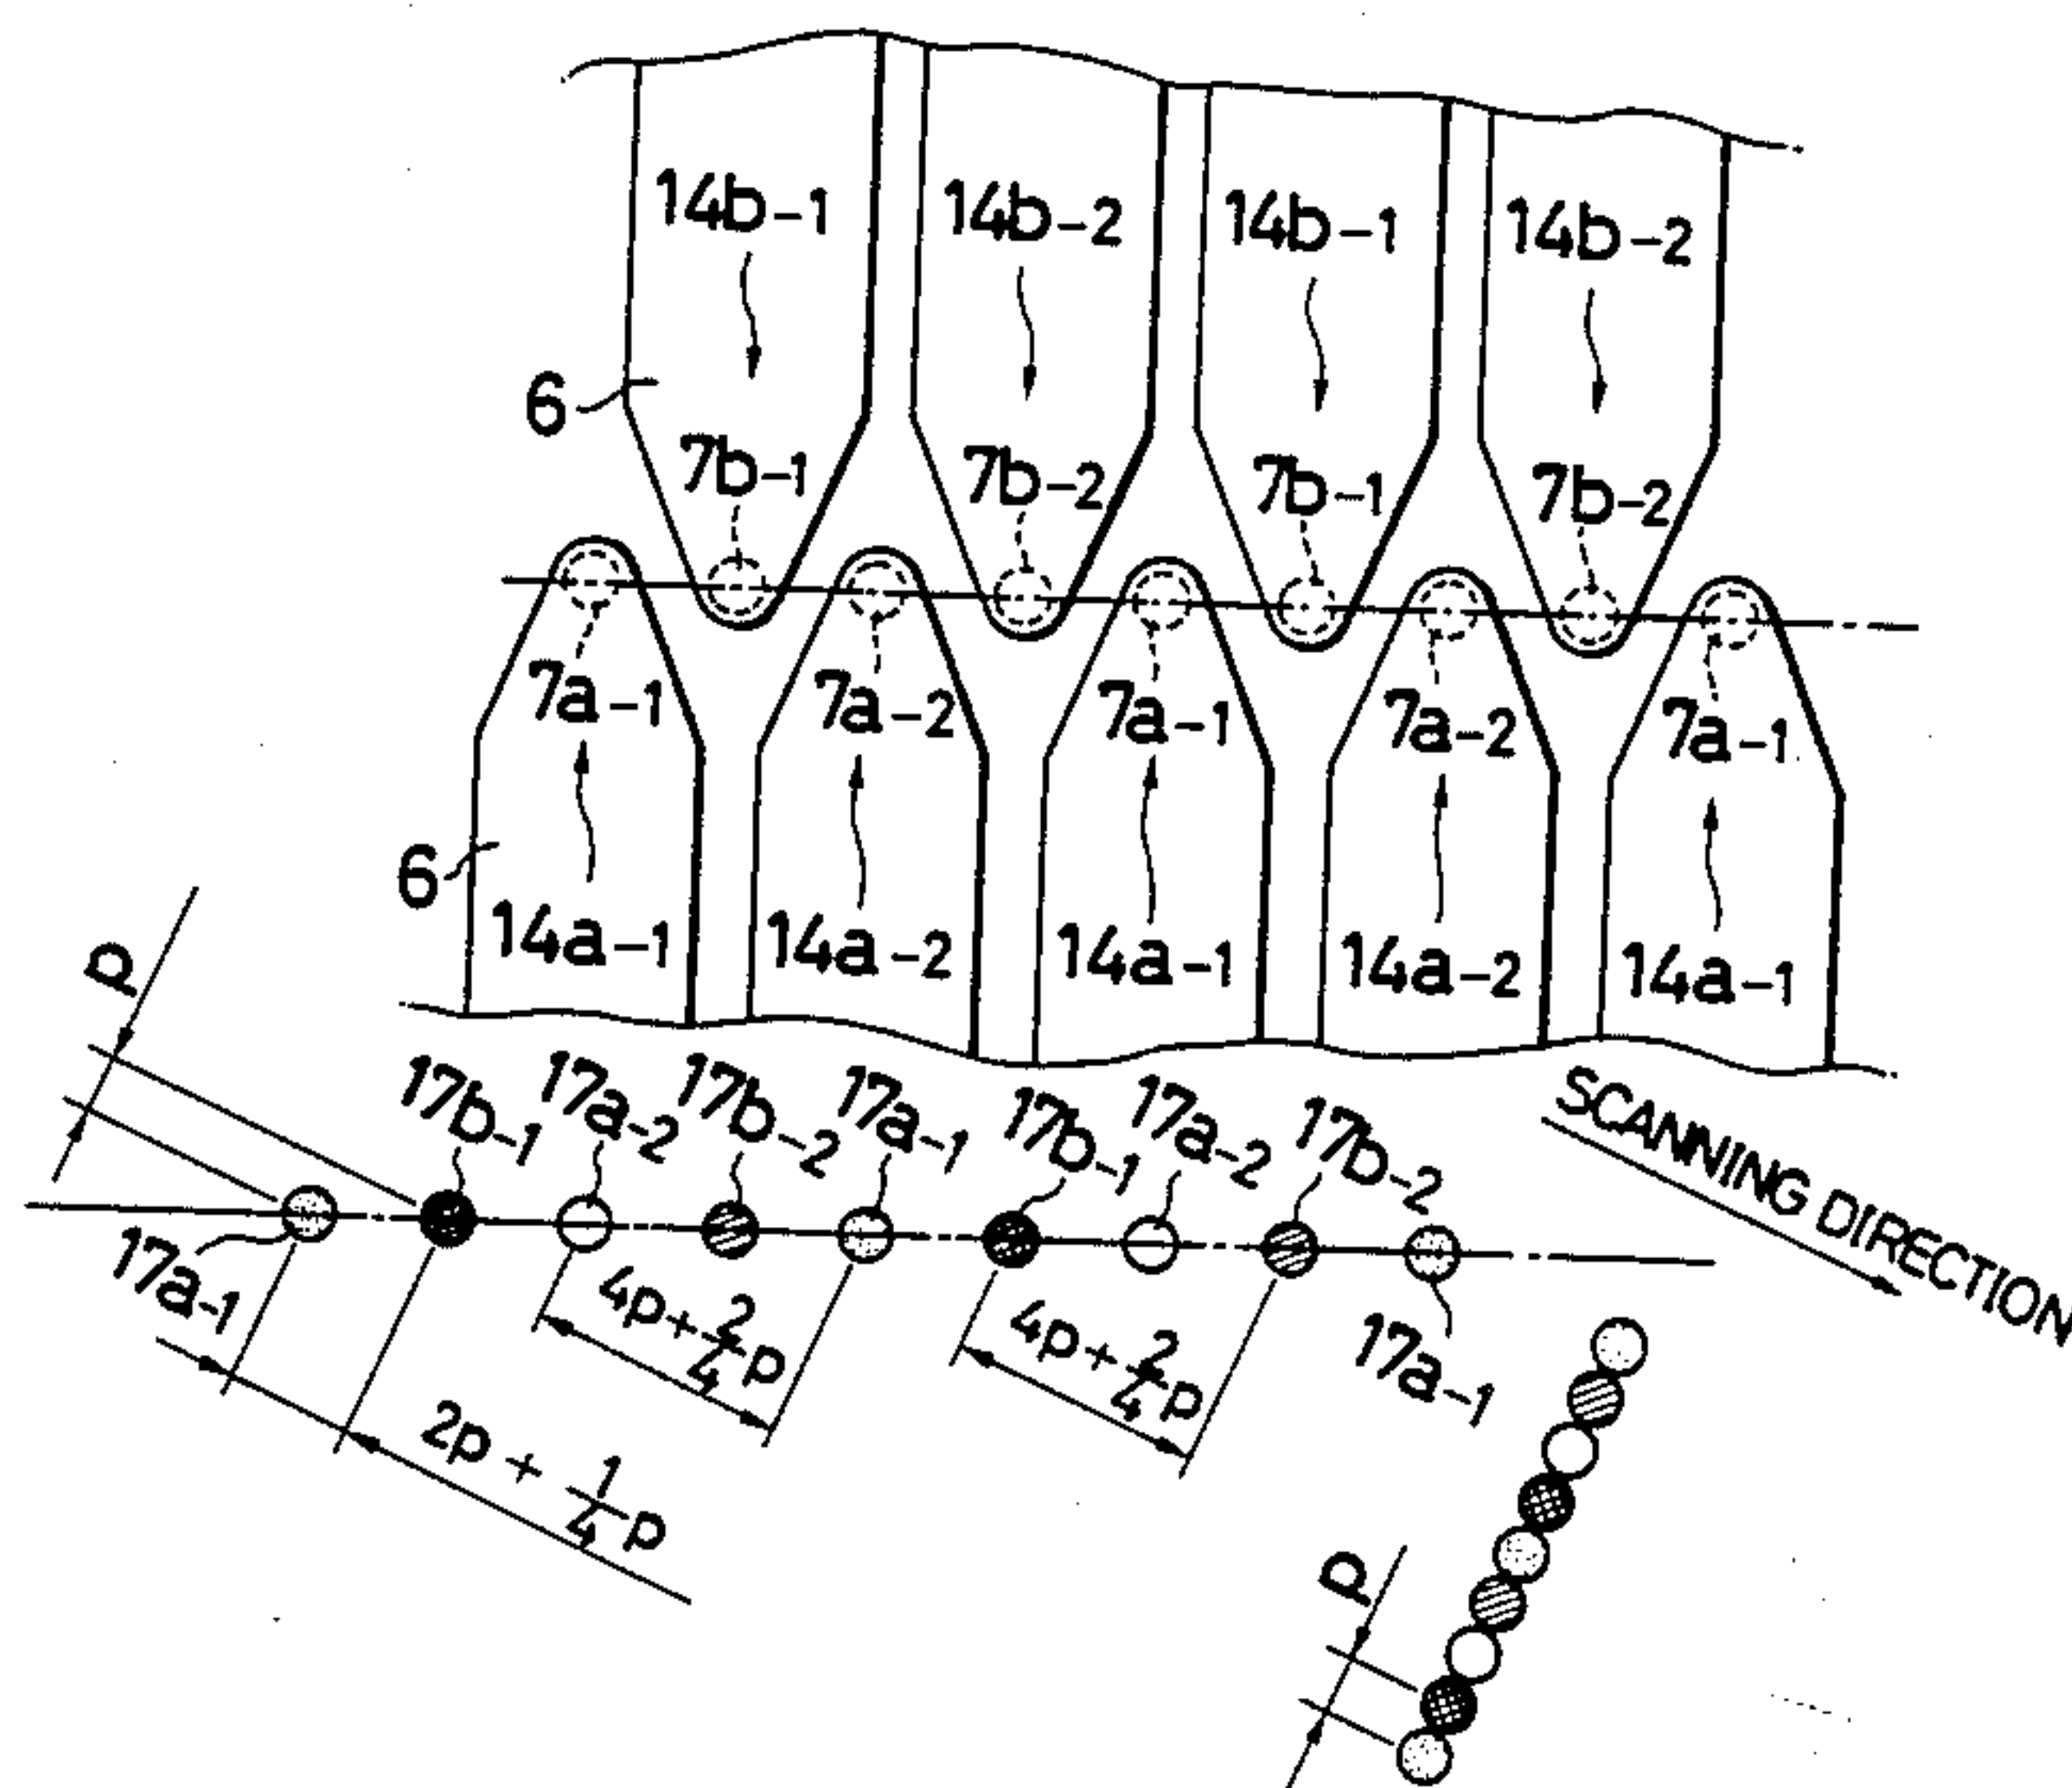 14b-1 14b-2 14b-1 14b-2
6
7b-1 7b-2 7b-1 7b-2
7a-1 7a-2 7a-1 7a-2 7a-1
6
14a-1 14a-2 14a-1 14a-2 14a-1
p
17b-1 17a-2 17b-2 17a-1 17b-1 17a-2 17b-2
SCANNING DIRECTION
17a-1
4p+2/4p
4p+2/4p
17a-1
2p+1/4p
p